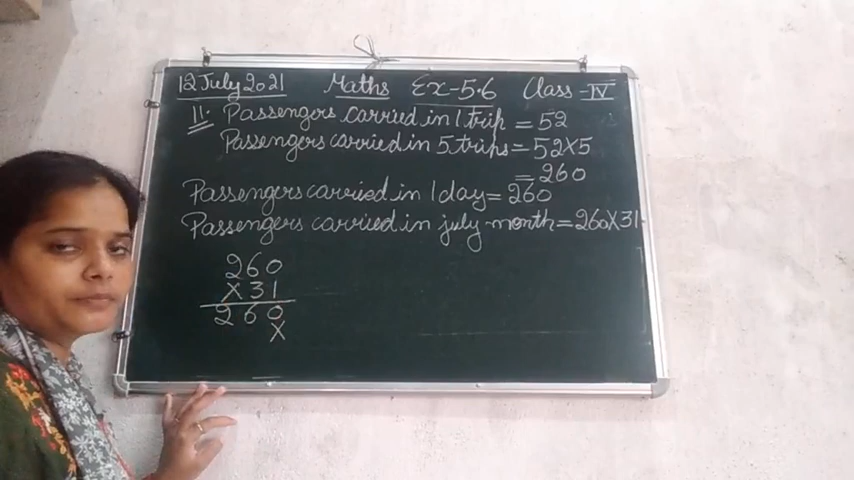 12 July 2021 Maths Ex-5.6 Class-IV
11. Passengers carried in 1 trip = 52
Passengers carried in 5 trips = 52X5
= 260
Passengers carried in 1 day = 260
Passengers carried in july month = 260X31
260
X31
260
X